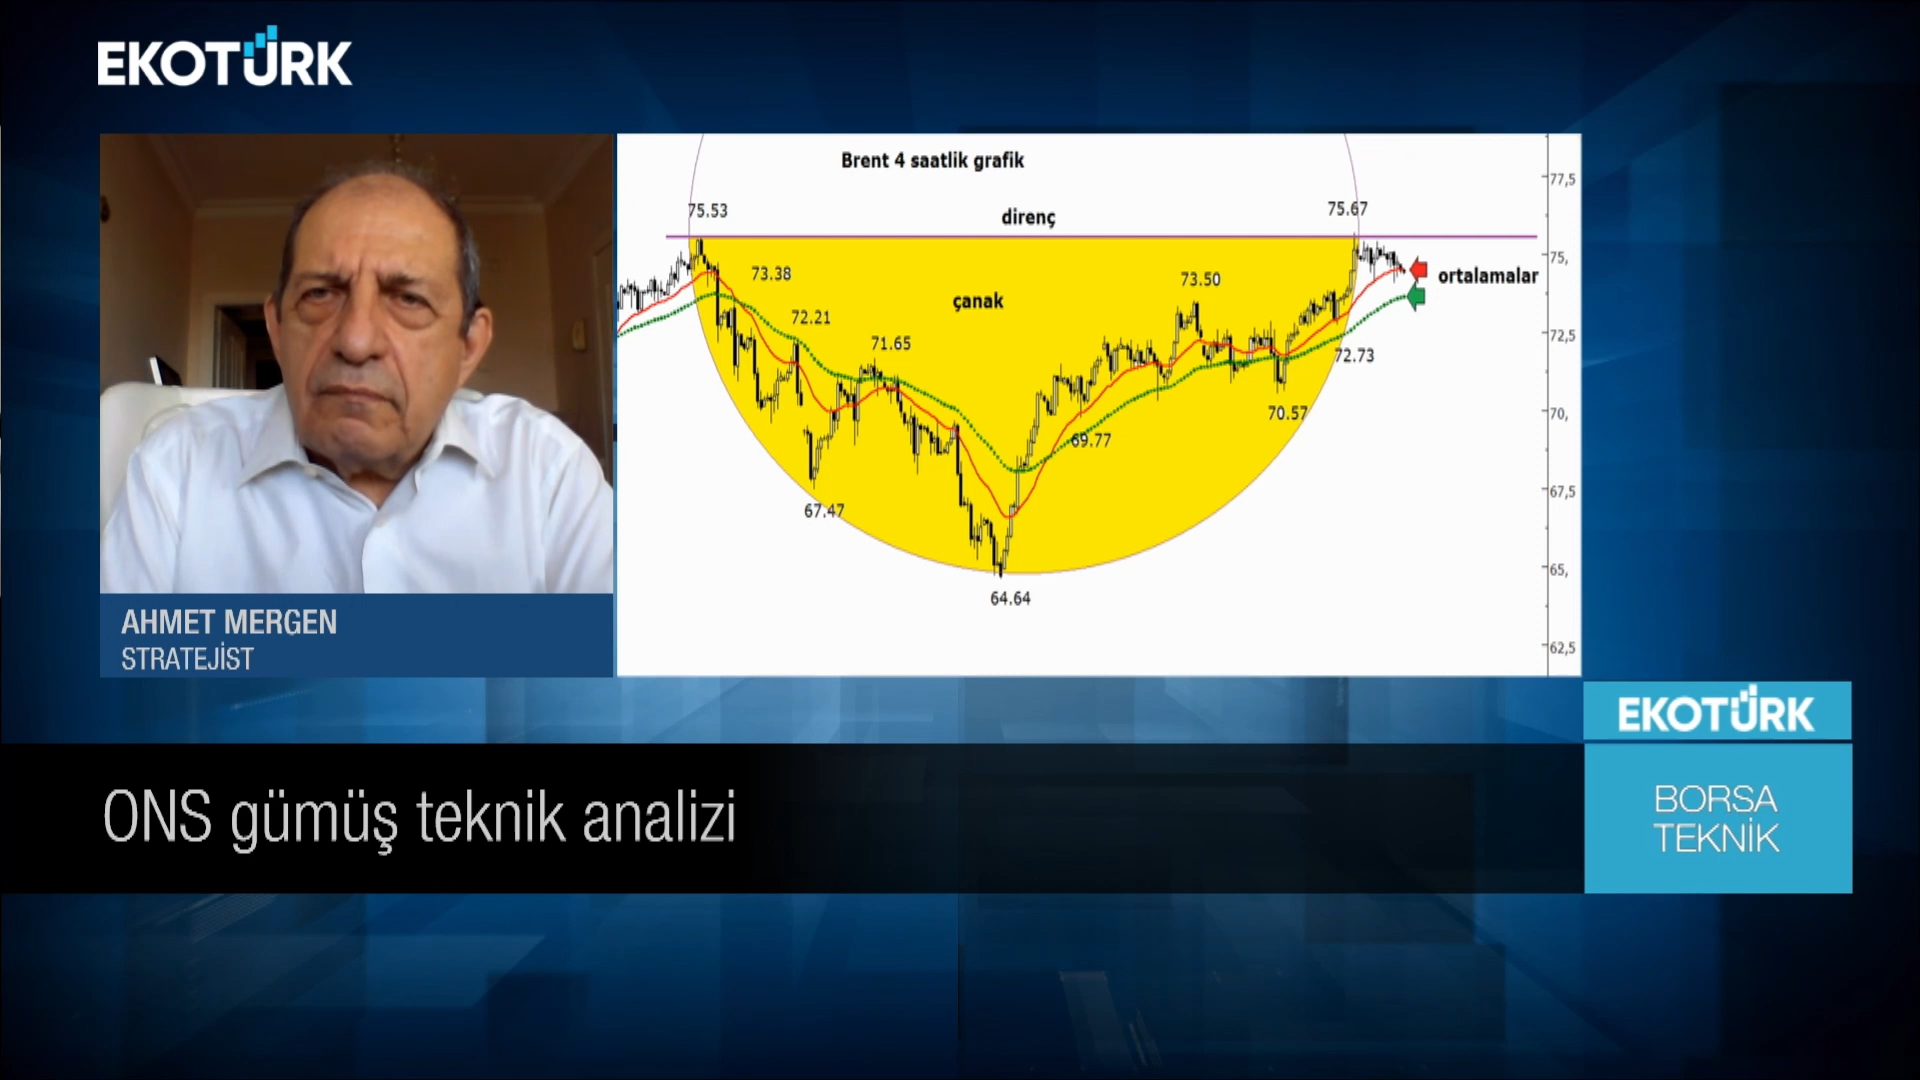 EKOTÜRK
Brent 4 saatlik grafik
77,5
75.53
direnç
75.67
75,
73.38
çanak
73.50
ortalamalar
72.21
72,5
71.65
72.73
70,
70.57
69.77
67,5
67.47
65,
64.64
62,5
AHMET MERGEN
STRATEJİST
EKOTÜRK
ONS gümüş teknik analizi
BORSA
TEKNİK